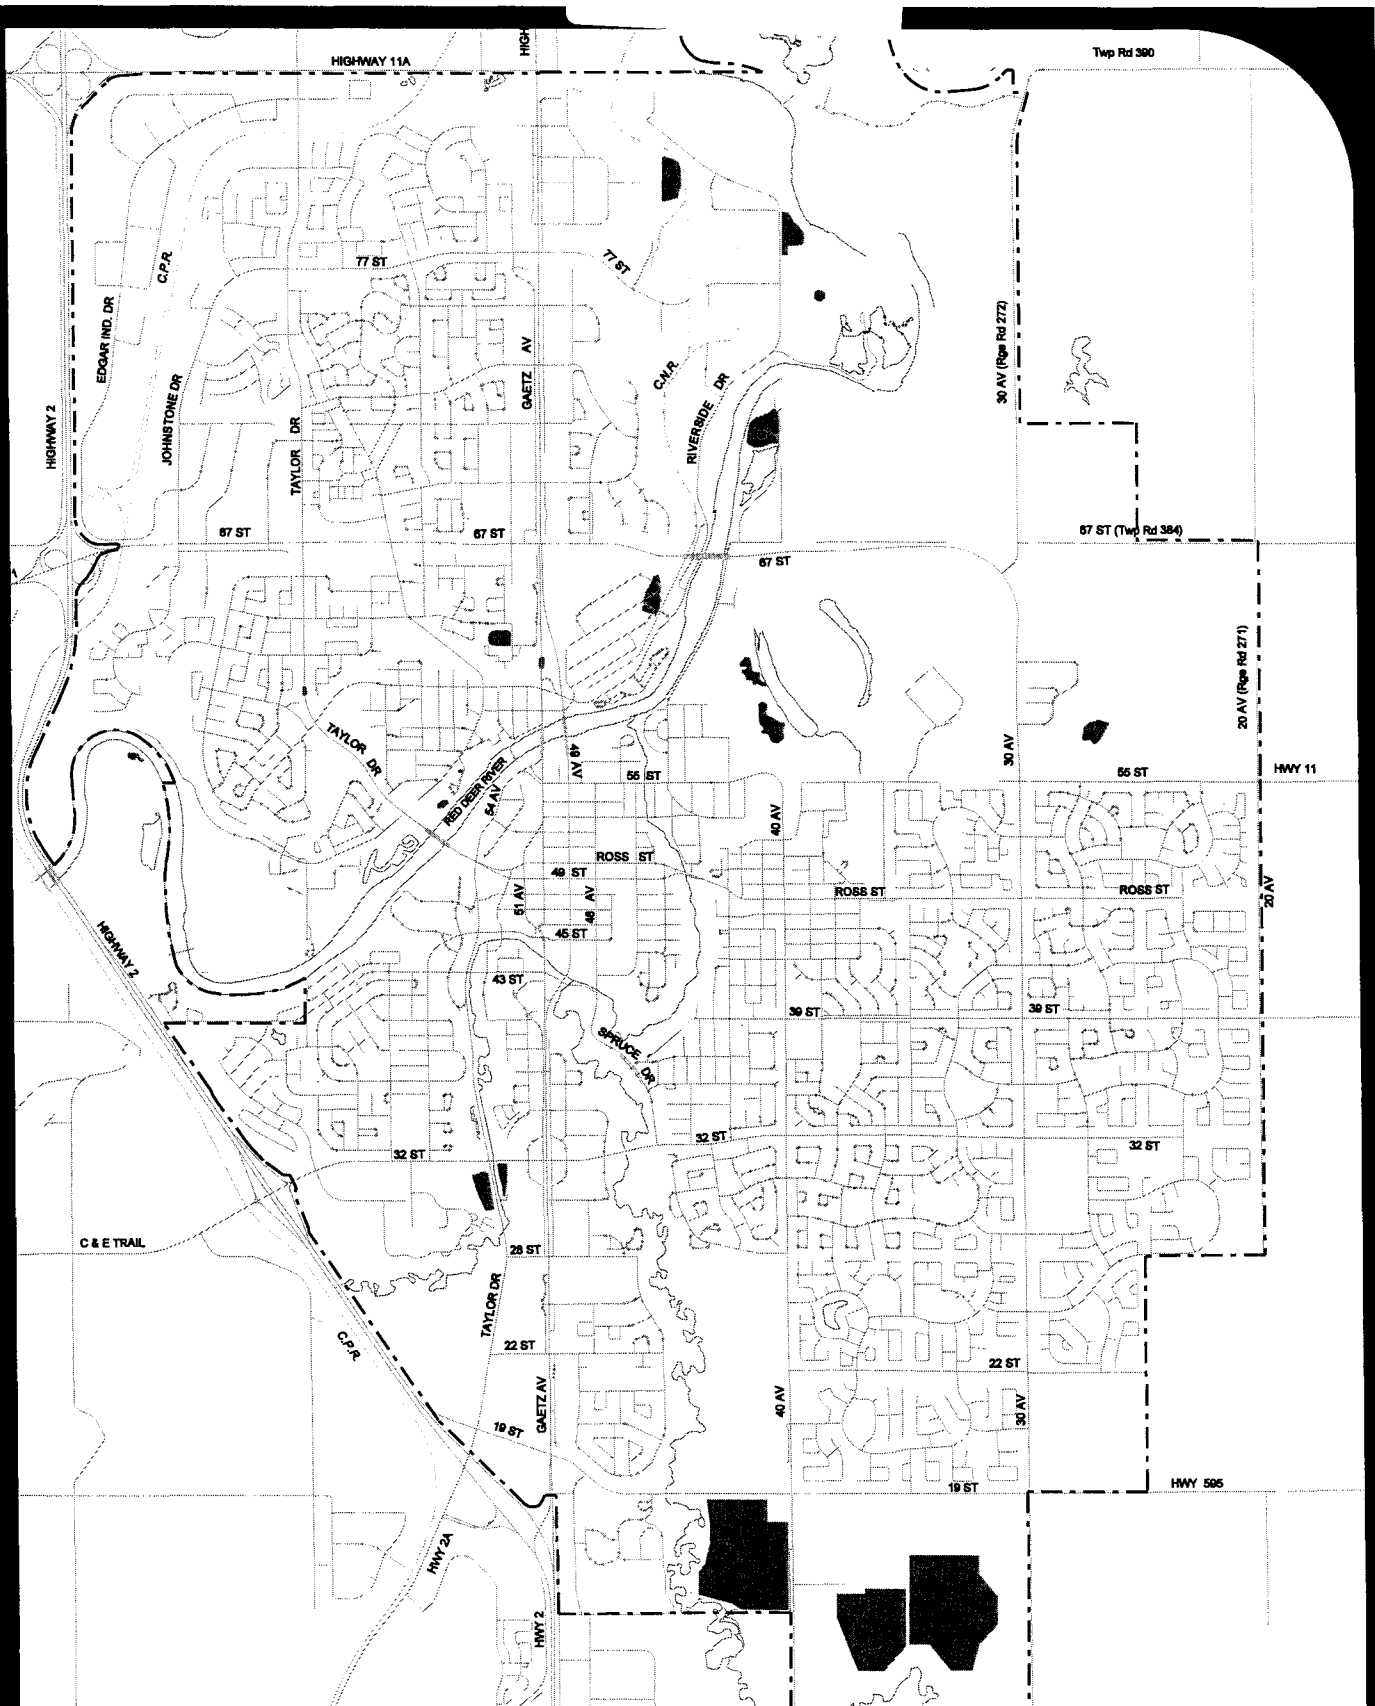 HIGH
HIGHWAY 11A
Twp Rd 390
77 ST
77 ST
C.P.R.
EDGAR IND. DR
30 AV (Rge Rd 272)
GAETZ AV
C.N.R.
RIVERSIDE DR
HIGHWAY 2
JOHNSTONE DR
TAYLOR DR
67 ST
67 ST
67 ST (Twp Rd 384)
67 ST
20 AV (Rge Rd 271)
TAYLOR DR
49 AV
30 AV
RED DEER RIVER
54 AV
55 ST
55 ST
HWY 11
40 AV
ROSS ST
49 ST
ROSS ST
ROSS ST
51 AV
48 AV
20 AV
45 ST
HIGHWAY 2
43 ST
39 ST
39 ST
SPRUCE DR
32 ST
32 ST
32 ST
C & E TRAIL
28 ST
TAYLOR DR
C.P.R.
22 ST
22 ST
GAETZ AV
40 AV
30 AV
19 ST
19 ST
HWY 595
HWY 2A
HWY 2